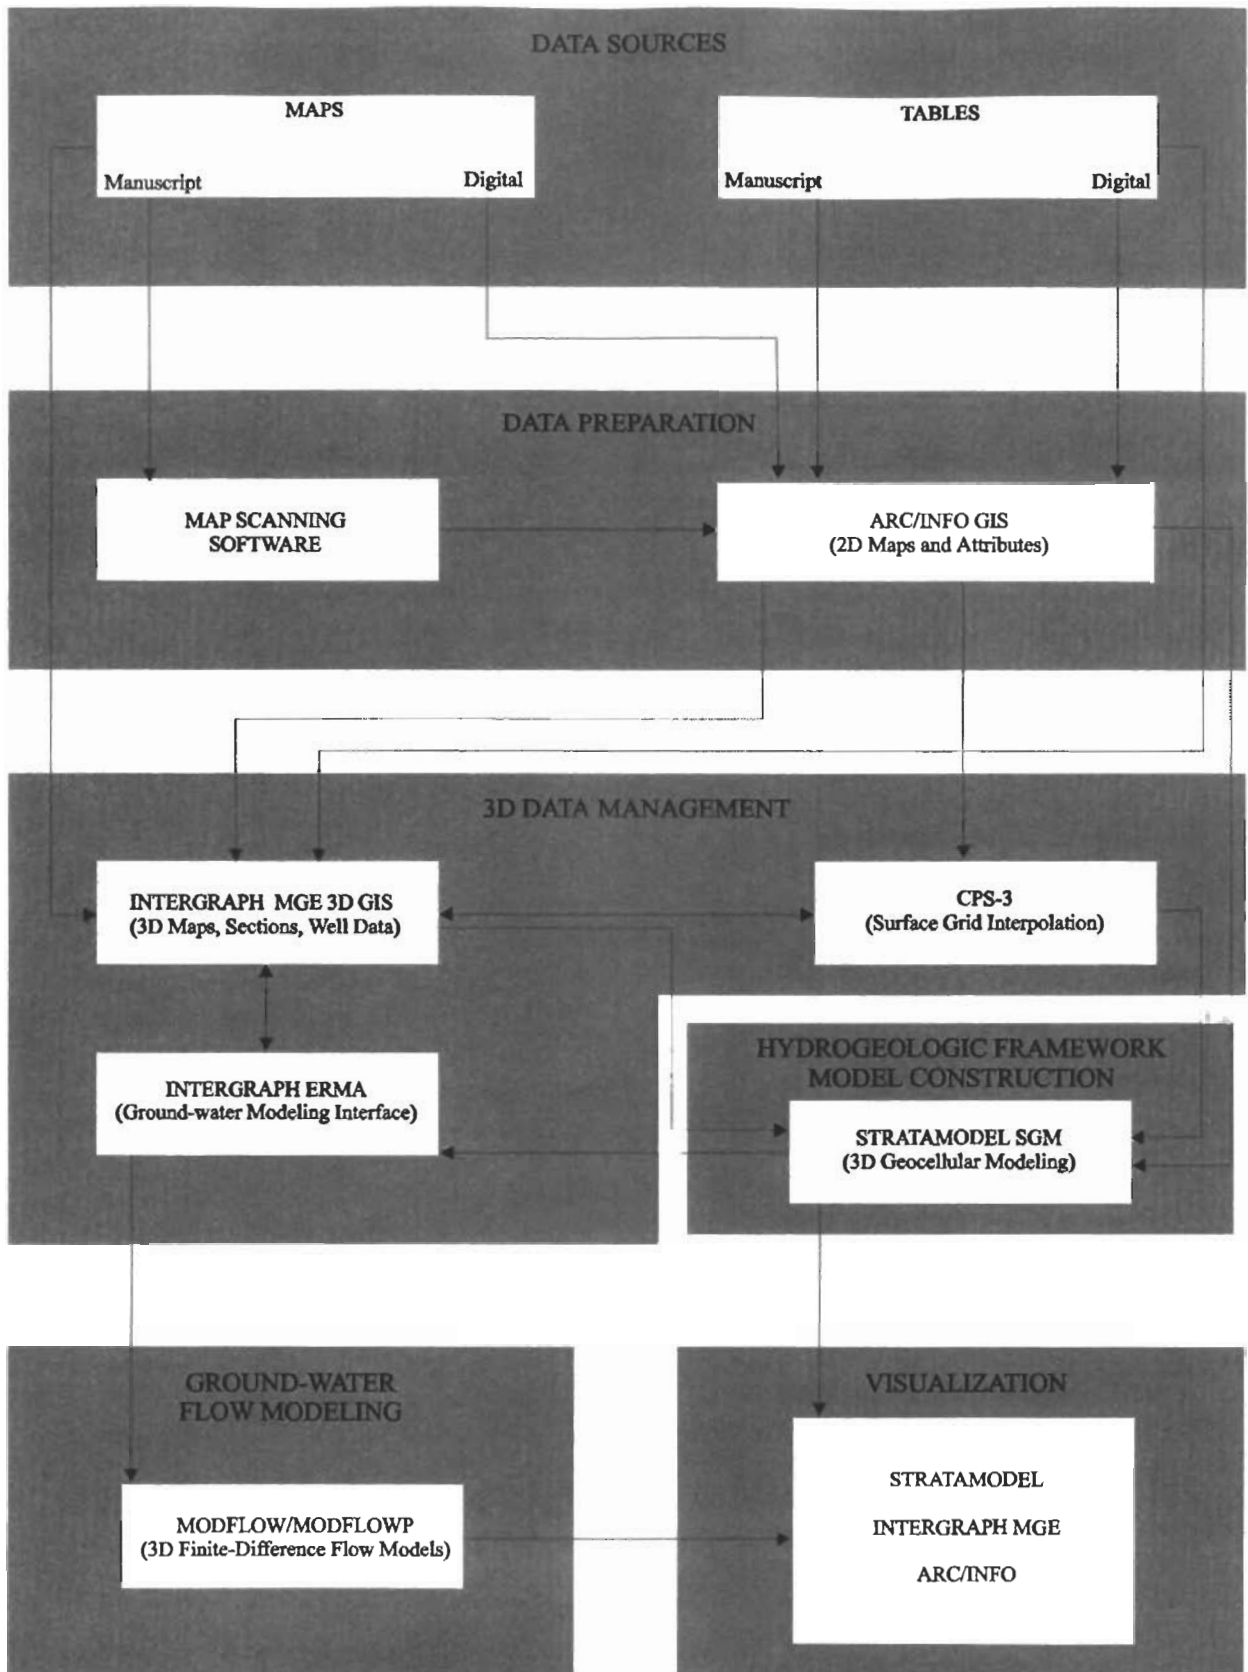 DATA SOURCES
MAPS
Manuscript
Digital
TABLES
Manuscript
Digital
DATA PREPARATION
MAP SCANNING
SOFTWARE
ARC/INFO GIS
(2D Maps and Attributes)
3D DATA MANAGEMENT
INTERGRAPH MGE 3D GIS
(3D Maps, Sections, Well Data)
CPS-3
(Surface Grid Interpolation)
INTERGRAPH ERMA
(Ground-water Modeling Interface)
HYDROGEOLOGIC FRAMEWORK
MODEL CONSTRUCTION
STRATAMODEL SGM
(3D Geocellular Modeling)
GROUND-WATER
FLOW MODELING
MODFLOW/MODFLOWP
(3D Finite-Difference Flow Models)
VISUALIZATION
STRATAMODEL
INTERGRAPH MGE
ARC/INFO